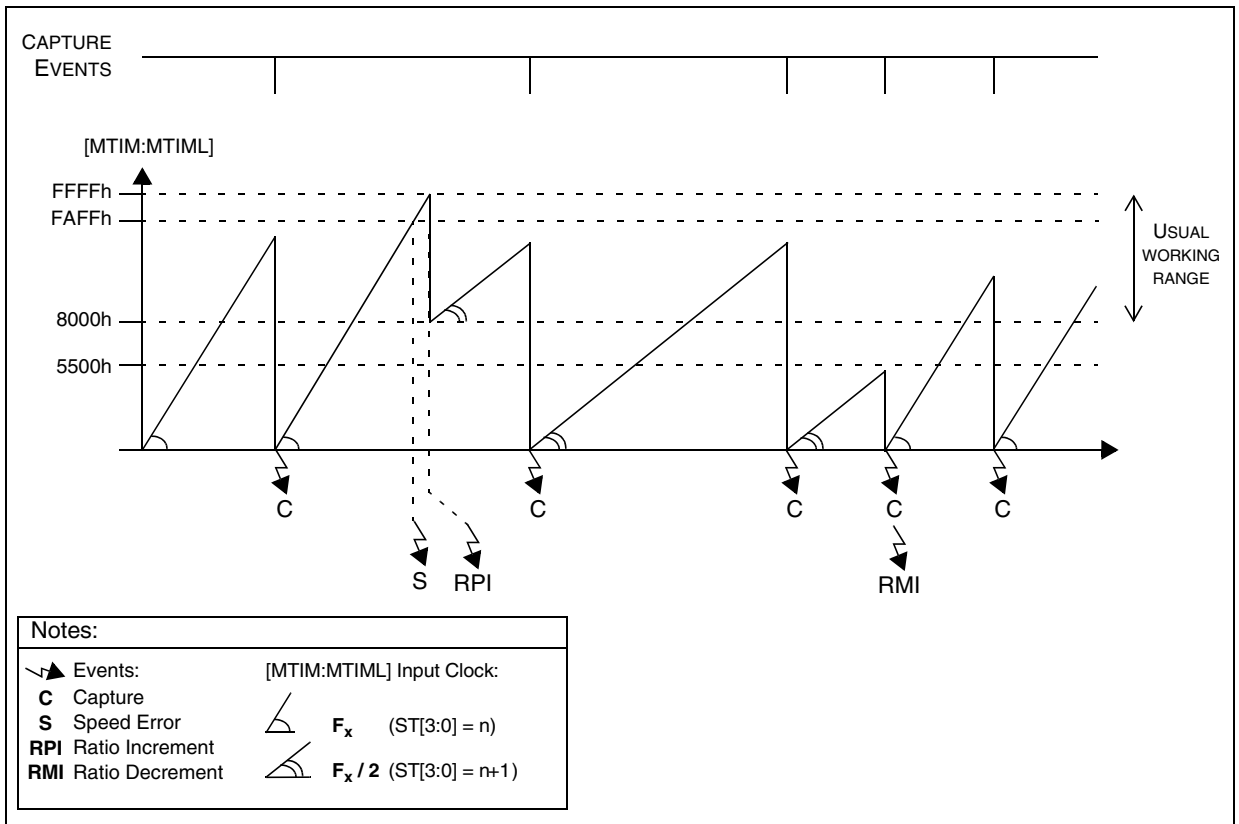 CAPTURE
EVENTS
[MTIM:MTIML]
FFFFh
FAFFh
8000h
5500h
USUAL
WORKING
RANGE
C
C
C
C
C
S
RPI
RMI
Notes:
Events:
[MTIM:MTIML] Input Clock:
C Capture
S Speed Error
Fx (ST[3:0] = n)
RPI Ratio Increment
RMI Ratio Decrement
Fx / 2 (ST[3:0] = n+1)